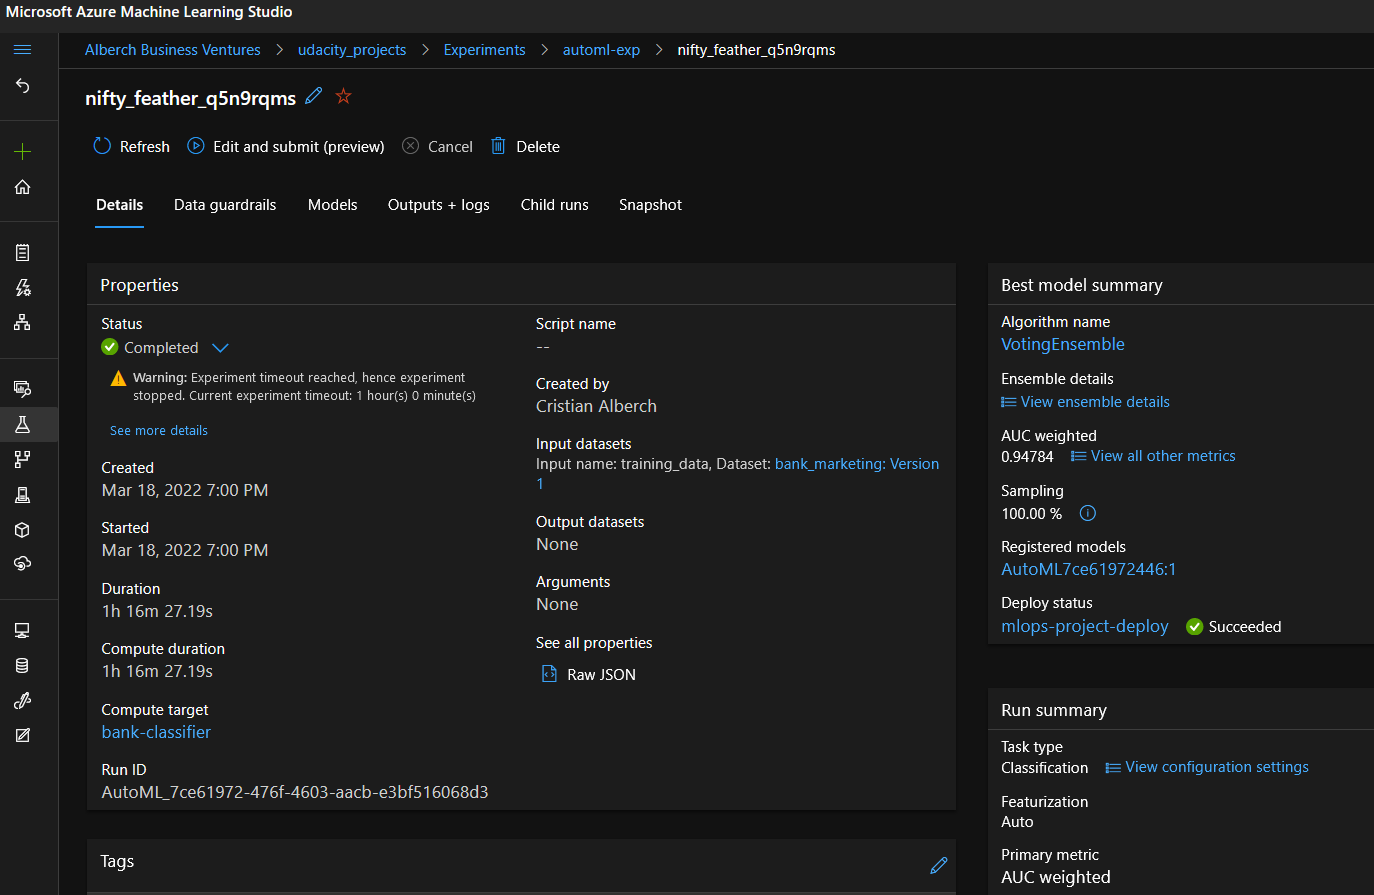 Microsoft Azure Machine Learning Studio
Alberch Business Ventures > udacity_projects > Experiments > automl-exp > nifty_feather_q5n9rqms
nifty_feather_q5n9rqms
Refresh Edit and submit (preview) Cancel Delete
Details Data guardrails Models Outputs + logs Child runs Snapshot
Properties
Status
Completed
Warning: Experiment timeout reached, hence experiment
stopped. Current experiment timeout: 1 hour(s) 0 minute(s)
See more details
Created
Mar 18, 2022 7:00 PM
Started
Mar 18, 2022 7:00 PM
Duration
1h 16m 27.19s
Compute duration
1h 16m 27.19s
Compute target
bank-classifier
Run ID
AutoML_7ce61972-476f-4603-aacb-e3bf516068d3
Script name
--
Created by
Cristian Alberch
Input datasets
Input name: training_data, Dataset: bank_marketing: Version
1
Output datasets
None
Arguments
None
See all properties
Raw JSON
Tags
Best model summary
Algorithm name
VotingEnsemble
Ensemble details
View ensemble details
AUC weighted
0.94784 View all other metrics
Sampling
100.00 %
Registered models
AutoML7ce61972446:1
Deploy status
mlops-project-deploy Succeeded
Run summary
Task type
Classification View configuration settings
Featurization
Auto
Primary metric
AUC weighted